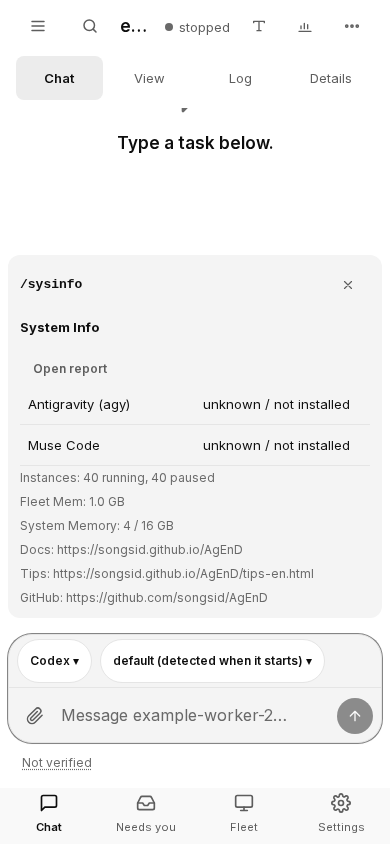 e… stopped
Chat View Log Details
Type a task below.
/sysinfo
System Info
Open report
Antigravity (agy) unknown / not installed
Muse Code unknown / not installed
Instances: 40 running, 40 paused
Fleet Mem: 1.0 GB
System Memory: 4 / 16 GB
Docs: https://songsid.github.io/AgEnD
Tips: https://songsid.github.io/AgEnD/tips-en.html
GitHub: https://github.com/songsid/AgEnD
Codex ▾ default (detected when it starts) ▾
Message example-worker-2…
Not verified
Chat Needs you Fleet Settings